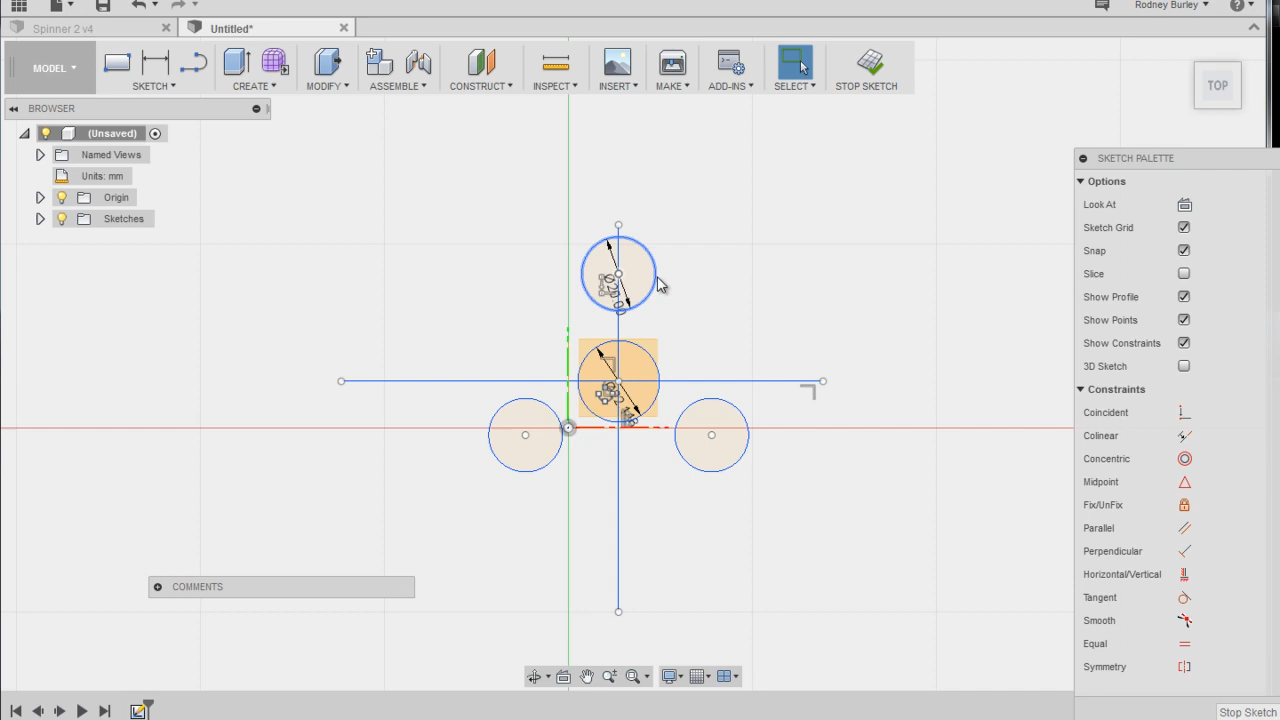 Rodney Burley
Spinner 2 v4
Untitled*
MODEL
SKETCH
CREATE
MODIFY
ASSEMBLE
CONSTRUCT
INSPECT
INSERT
MAKE
ADD-INS
SELECT
STOP SKETCH
BROWSER
TOP
(Unsaved)
Named Views
Units: mm
Origin
Sketches
SKETCH PALETTE
Options
Look At
Sketch Grid
Snap
Slice
Show Profile
Show Points
Show Constraints
3D Sketch
Constraints
Coincident
Colinear
Concentric
Midpoint
Fix/UnFix
Parallel
Perpendicular
Horizontal/Vertical
Tangent
Smooth
Equal
Symmetry
COMMENTS
Stop Sketch